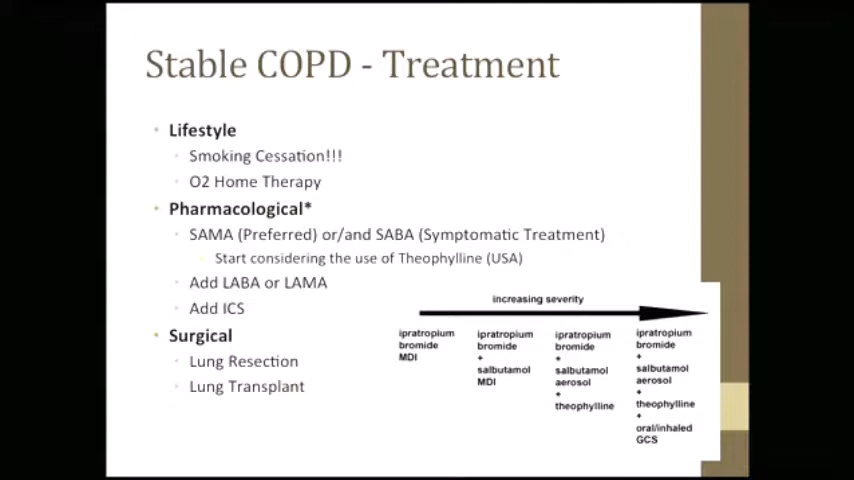 Stable COPD - Treatment
Lifestyle
Smoking Cessation!!!
O2 Home Therapy
Pharmacological*
SAMA (Preferred) or/and SABA (Symptomatic Treatment)
Start considering the use of Theophylline (USA)
Add LABA or LAMA
Add ICS
Surgical
Lung Resection
Lung Transplant
increasing severity
ipratropium
bromide
MDI
ipratropium
bromide
+
salbutamol
MDI
ipratropium
bromide
+
salbutamol
aerosol
+
theophylline
ipratropium
bromide
+
salbutamol
aerosol
+
theophylline
+
oral/inhaled
GCS